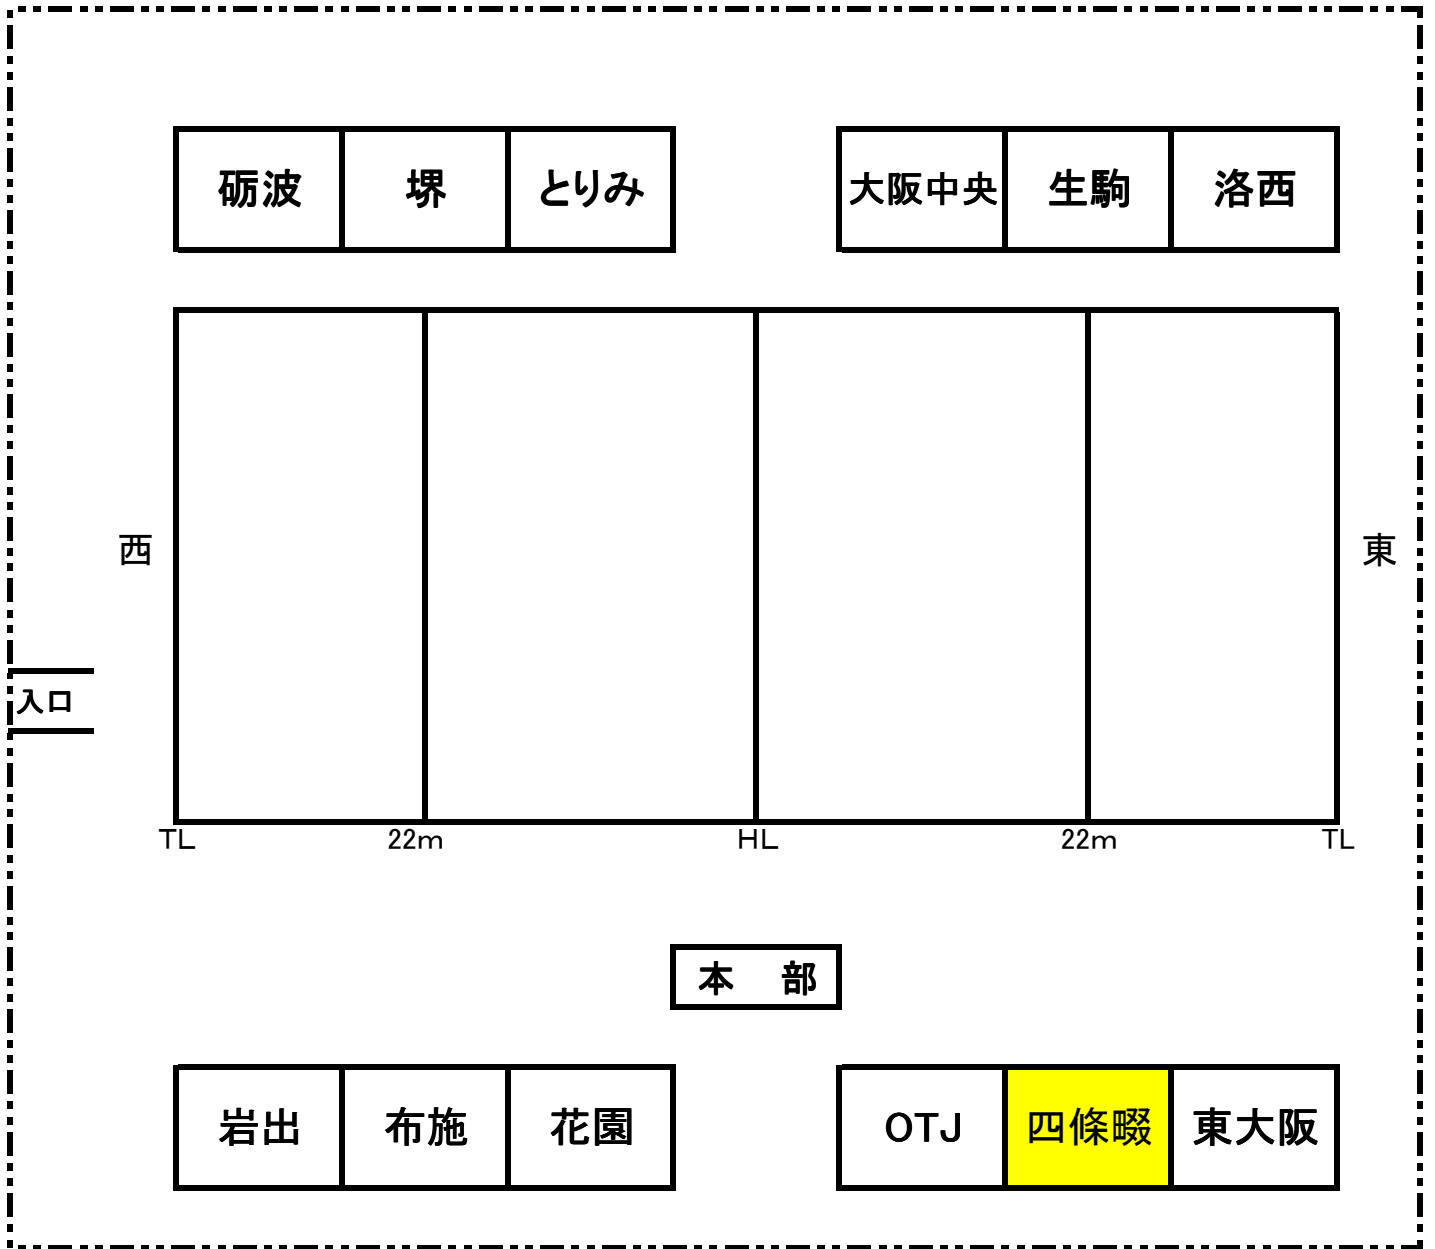 砺波 堺 とりみ 大阪中央 生駒 洛西
西 東
入口
TL 22m HL 22m TL
本 部
岩出 布施 花園 OTJ 四條畷 東大阪